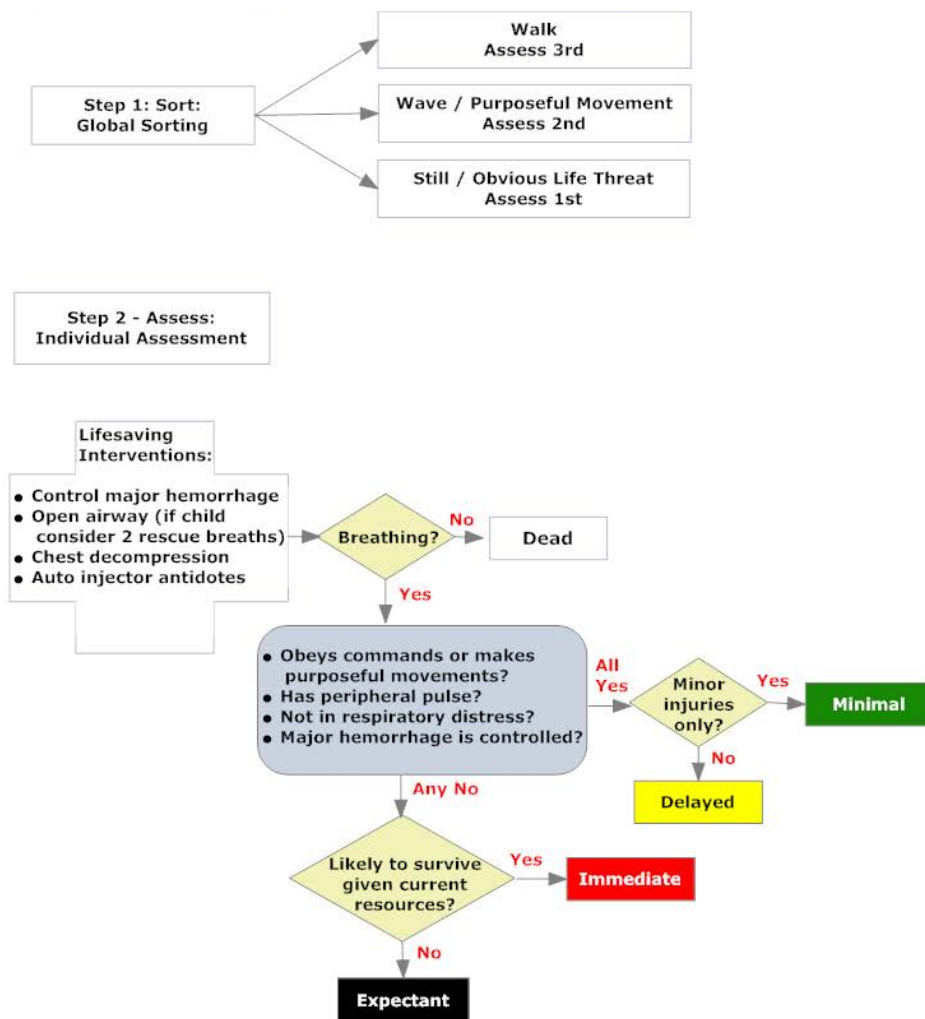 Walk
Assess 3rd
Step 1: Sort:
Global Sorting
Wave / Purposeful Movement
Assess 2nd
Still / Obvious Life Threat
Assess 1st
Step 2 - Assess:
Individual Assessment
Lifesaving
Interventions:
● Control major hemorrhage
● Open airway (if child
consider 2 rescue breaths)
● Chest decompression
● Auto injector antidotes
Breathing?
No
Dead
Yes
● Obeys commands or makes
purposeful movements?
● Has peripheral pulse?
● Not in respiratory distress?
● Major hemorrhage is controlled?
All
Yes
Minor
injuries
only?
Yes
Minimal
No
Delayed
Any No
Likely to survive
given current
resources?
Yes
Immediate
No
Expectant